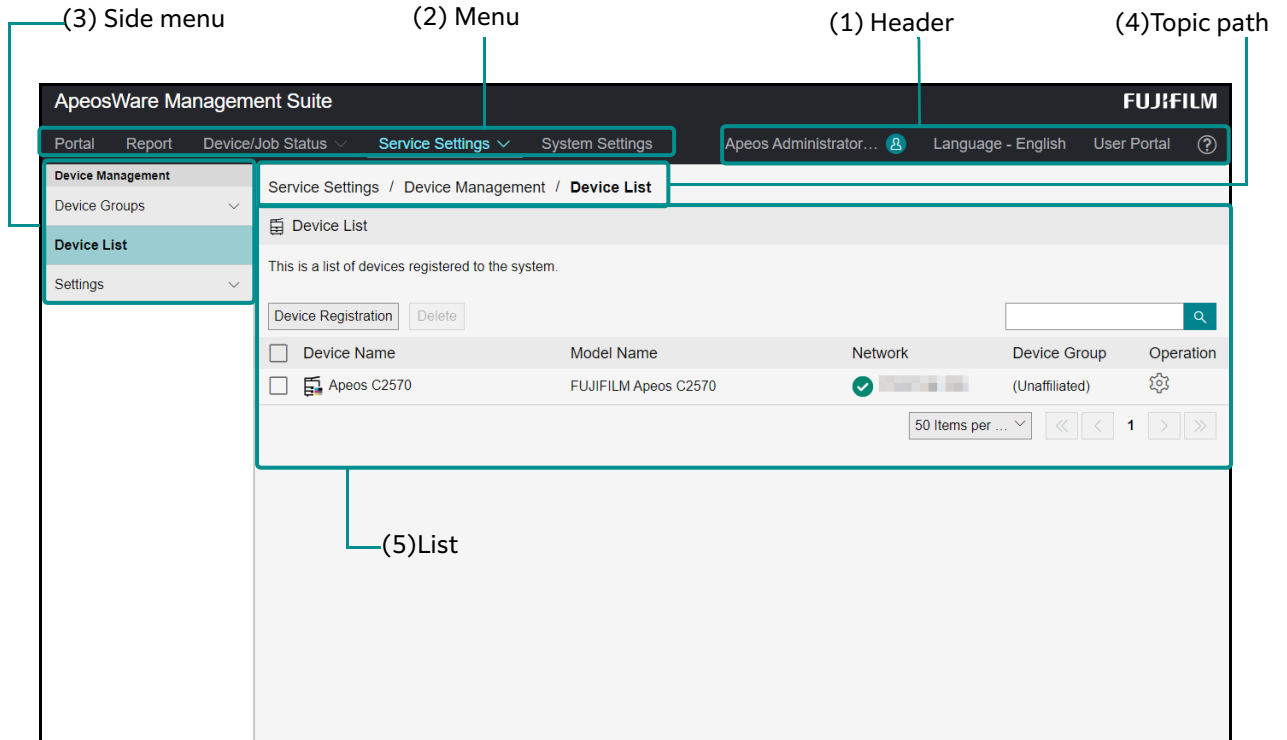 (3) Side menu
(2) Menu
(1) Header
(4)Topic path
ApeosWare Management Suite
FUJIFILM
Portal Report Device/Job Status Service Settings System Settings Apeos Administrator... Language - English User Portal ?
Device Management
Device Groups
Device List
Settings
Service Settings / Device Management / Device List
Device List
This is a list of devices registered to the system.
Device Registration Delete
Device Name Model Name Network Device Group Operation
Apeos C2570 FUJIFILM Apeos C2570 (Unaffiliated)
50 Items per ... 1
(5)List